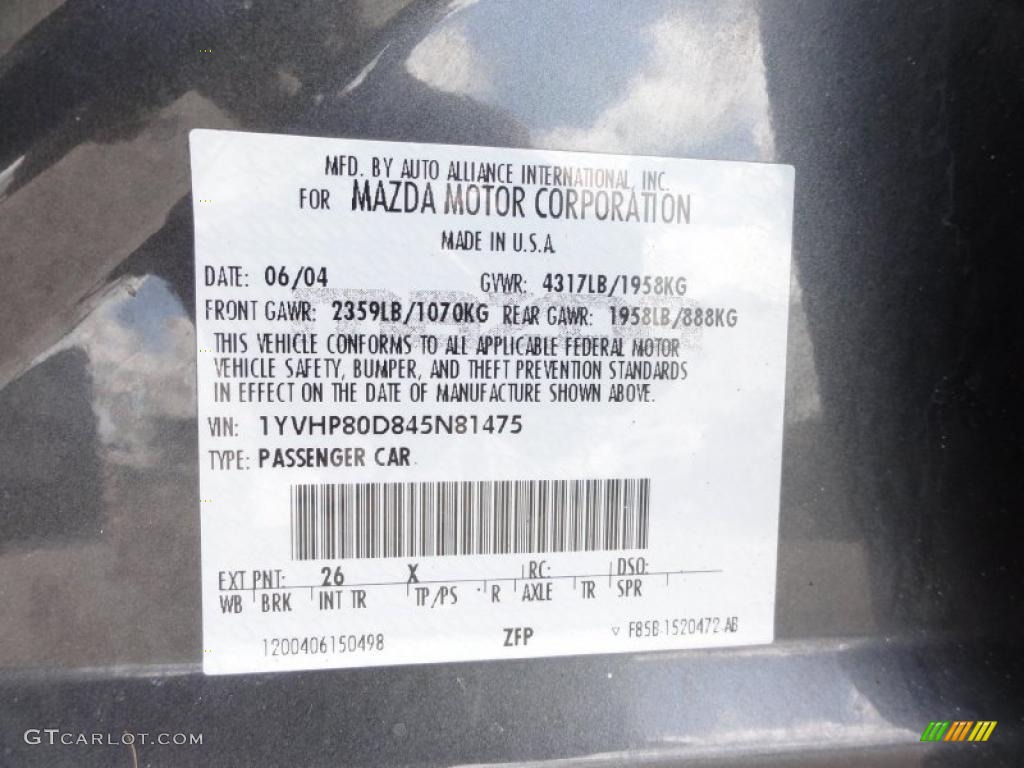 MFD. BY AUTO ALLIANCE INTERNATIONAL, INC.
FOR MAZDA MOTOR CORPORATION
MADE IN U.S.A.
DATE: 06/04 GVWR: 4317LB/1958KG
FRONT GAWR: 2359LB/1070KG REAR GAWR: 1958LB/888KG
THIS VEHICLE CONFORMS TO ALL APPLICABLE FEDERAL MOTOR
VEHICLE SAFETY, BUMPER, AND THEFT PREVENTION STANDARDS
IN EFFECT ON THE DATE OF MANUFACTURE SHOWN ABOVE.
VIN: 1YVHP80D845N81475
TYPE: PASSENGER CAR
EXT PNT: 26 X RC: DSO:
WB BRK INT TR TP/PS R AXLE TR SPR
1200406150498 ZFP F85B 1520472 AB
GTCARLOT.COM